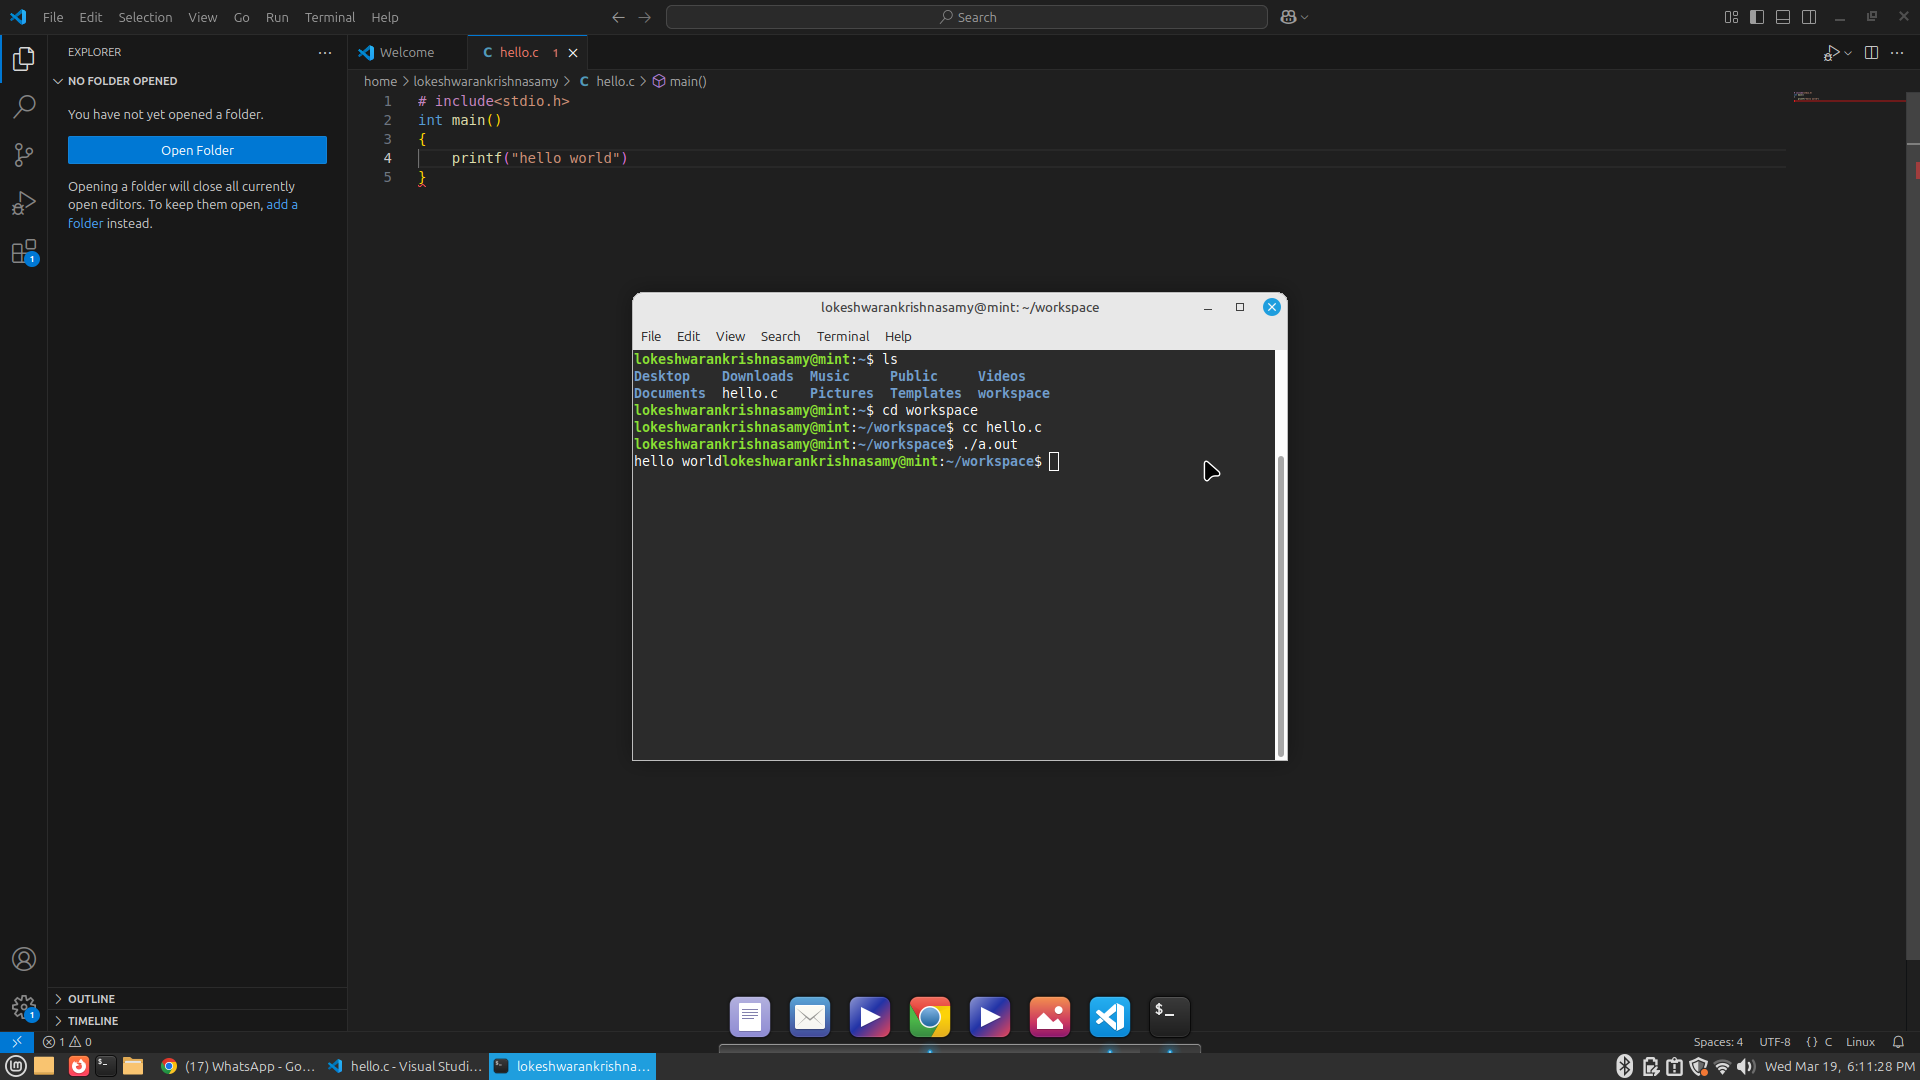 File Edit Selection View Go Run Terminal Help
Search
EXPLORER
NO FOLDER OPENED
You have not yet opened a folder.
Open Folder
Opening a folder will close all currently
open editors. To keep them open, add a
folder instead.
1
OUTLINE
TIMELINE
1
Welcome
C hello.c 1
home > lokeshwarankrishnasamy > C hello.c > main()
1 # include<stdio.h>
2 int main()
3 {
4 printf("hello world")
5 }
lokeshwarankrishnasamy@mint: ~/workspace
File Edit View Search Terminal Help
lokeshwarankrishnasamy@mint:~$ ls
Desktop Downloads Music Public Videos
Documents hello.c Pictures Templates workspace
lokeshwarankrishnasamy@mint:~$ cd workspace
lokeshwarankrishnasamy@mint:~/workspace$ cc hello.c
lokeshwarankrishnasamy@mint:~/workspace$ ./a.out
hello worldlokeshwarankrishnasamy@mint:~/workspace$
$_
1 0
Spaces: 4 UTF-8 {} C Linux
(17) WhatsApp - Go... hello.c - Visual Studi... lokeshwarankrishna...
Wed Mar 19, 6:11:28 PM